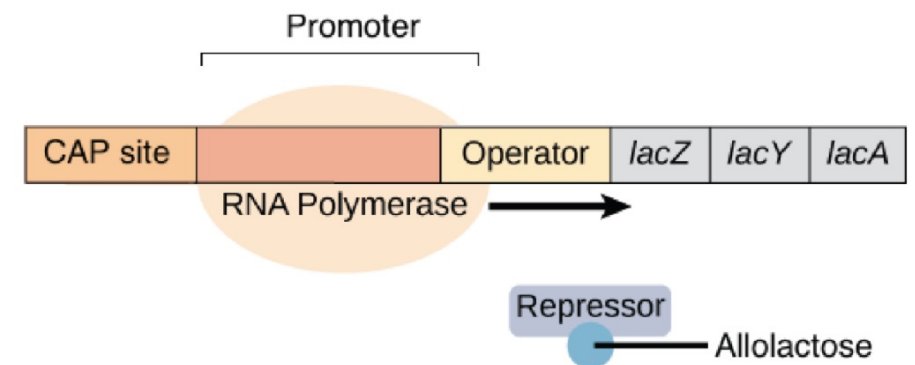 Promoter
CAP site Operator lacZ lacY lacA
RNA Polymerase
Repressor
Allolactose